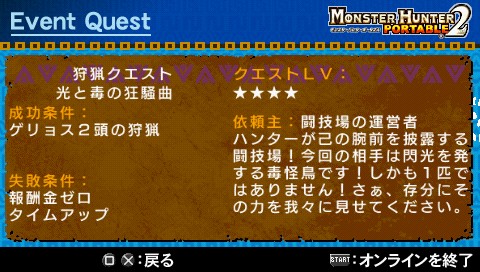 Event Quest
MONSTER HUNTER
PORTABLE 2
狩猟クエスト
光と毒の狂騒曲
成功条件：
ゲリョス２頭の狩猟
失敗条件：
報酬金ゼロ
タイムアップ
クエストＬＶ：
★★★★
依頼主：闘技場の運営者
ハンターが己の腕前を披露する
闘技場！今回の相手は閃光を発
する毒怪鳥です！しかも１匹で
はありません！さぁ、存分にそ
の力を我々に見せてください。
□ ×:戻る
START:オンラインを終了